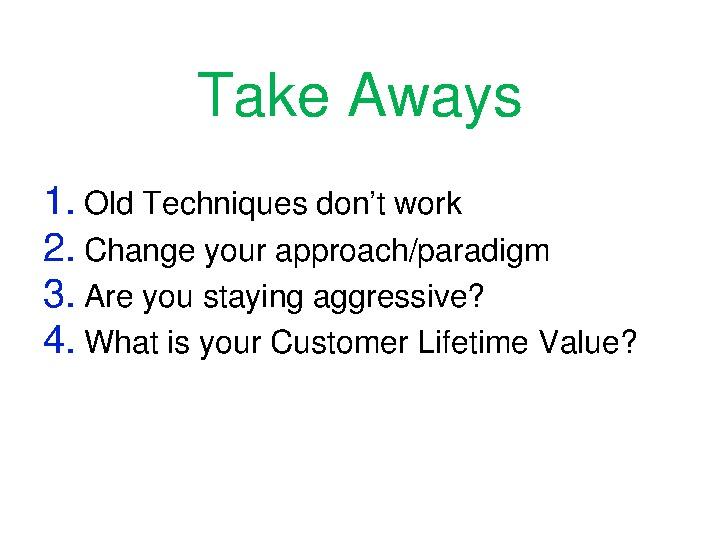 Take Aways
1. Old Techniques don’t work
2. Change your approach/paradigm
3. Are you staying aggressive?
4. What is your Customer Lifetime Value?